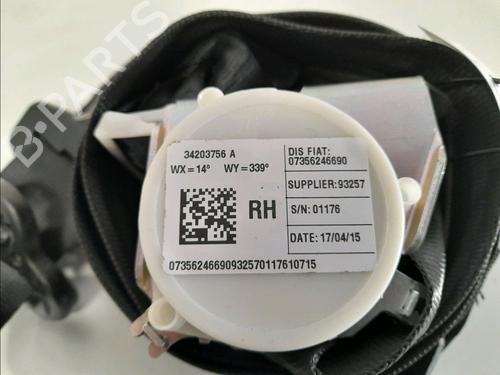 34203756 A
WX = 14° WY = 339°
RH
DIS FIAT:
07356246690
SUPPLIER: 93257
S/N: 01176
DATE: 17/04/15
07356246690932570117610715
B-PARTS